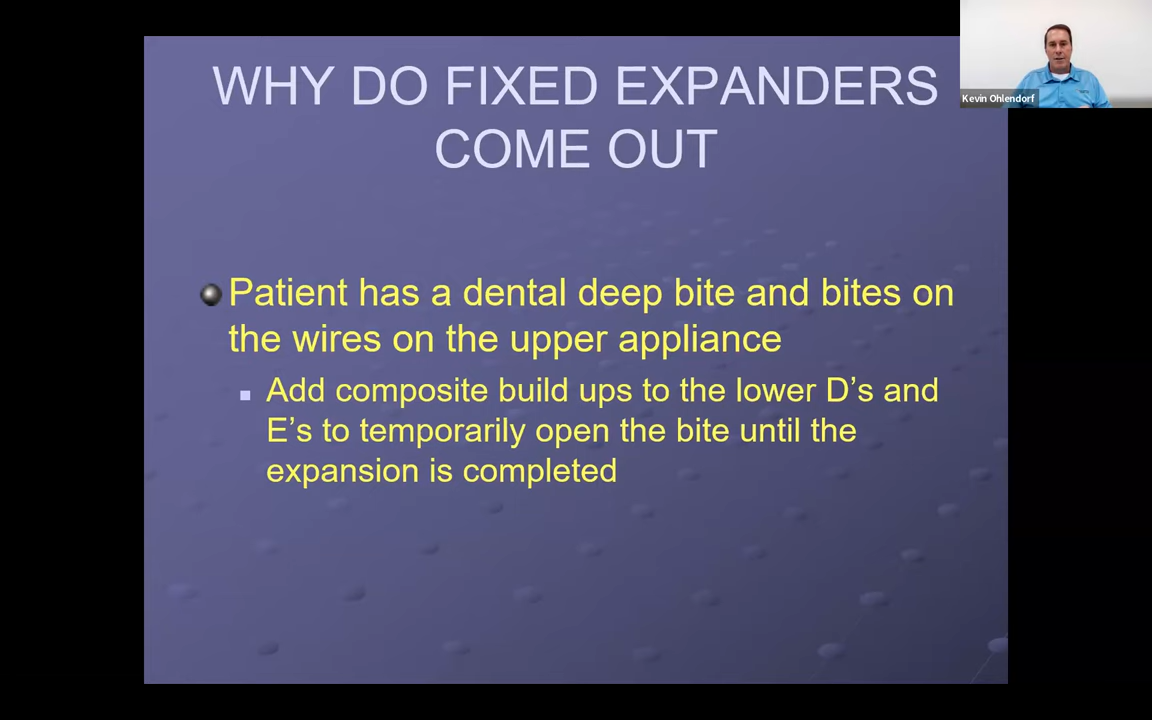 WHY DO FIXED EXPANDERS
COME OUT
Kevin Ohlendorf
Patient has a dental deep bite and bites on
the wires on the upper appliance
Add composite build ups to the lower D’s and
E’s to temporarily open the bite until the
expansion is completed